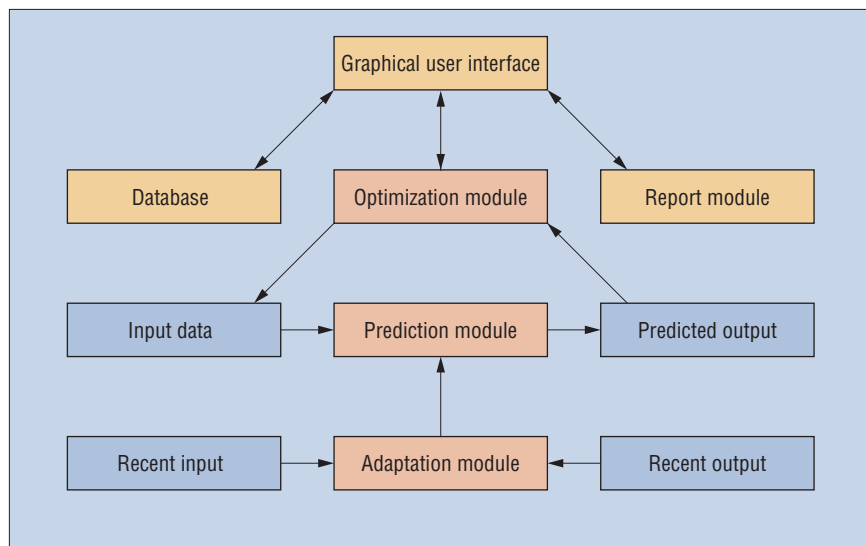 Graphical user interface
Database
Optimization module
Report module
Input data
Prediction module
Predicted output
Recent input
Adaptation module
Recent output